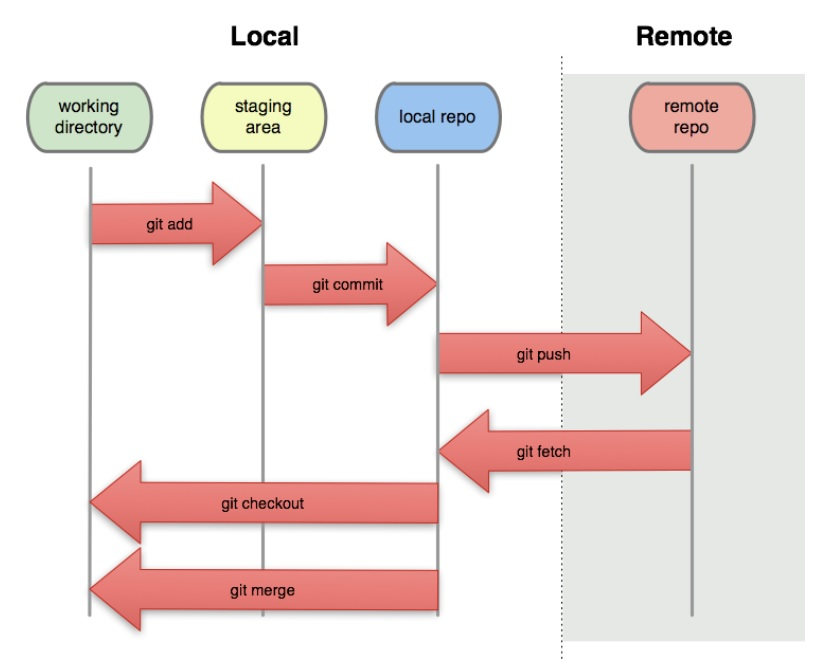 Local
Remote
working
directory
staging
area
local repo
remote
repo
git add
git commit
git push
git fetch
git checkout
git merge